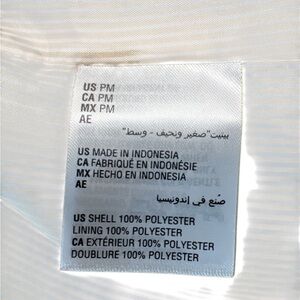 US PM
CA PM
MX PM
AE
بيتيت"صغير ونحيف - وسط"
US MADE IN INDONESIA
CA FABRIQUÉ EN INDONÉSIE
MX HECHO EN INDONESIA
AE
صنع في إندونيسيا
US SHELL 100% POLYESTER
LINING 100% POLYESTER
CA EXTÉRIEUR 100% POLYESTER
DOUBLURE 100% POLYESTER